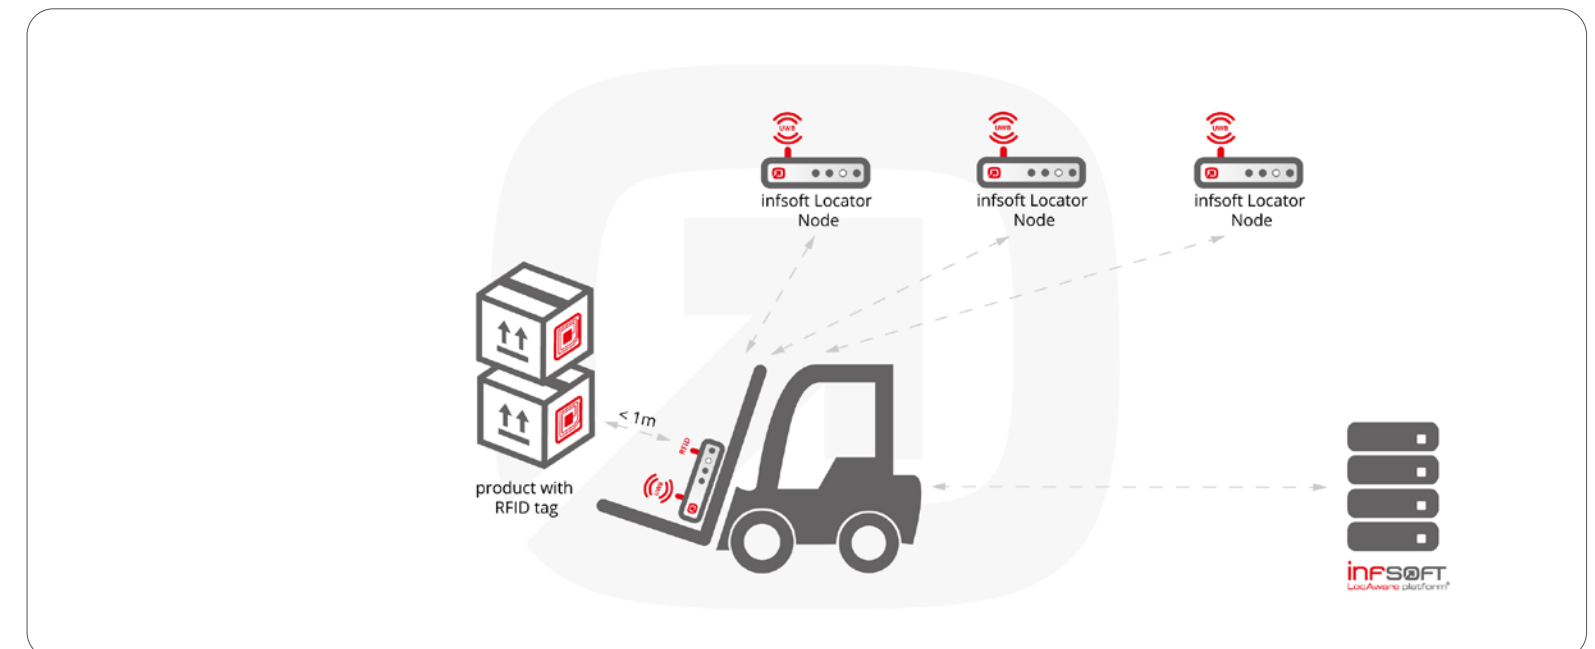 UWB
UWB
UWB
infsoft Locator
Node
infsoft Locator
Node
infsoft Locator
Node
< 1m
RFID
UWB
product with
RFID tag
infsoft
LocAware platform®